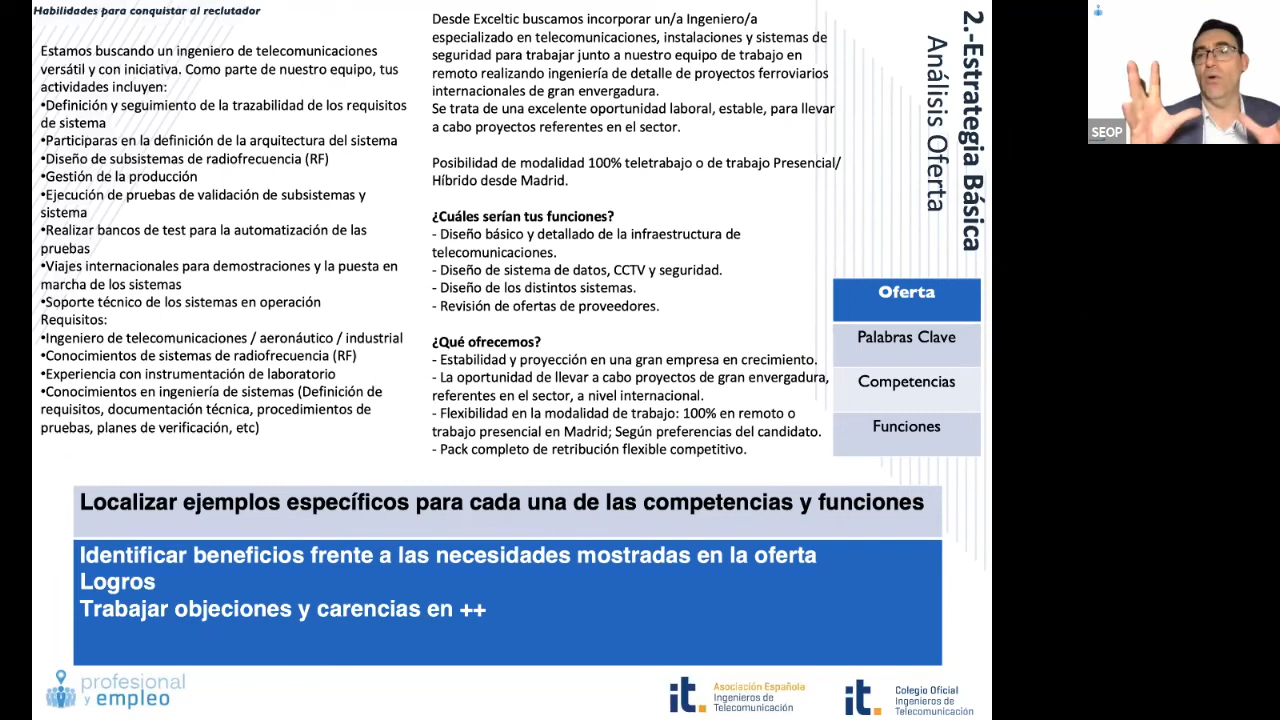 Habilidades para conquistar al reclutador
Estamos buscando un ingeniero de telecomunicaciones
versátil y con iniciativa. Como parte de nuestro equipo, tus
actividades incluyen:
•Definición y seguimiento de la trazabilidad de los requisitos
de sistema
•Participaras en la definición de la arquitectura del sistema
•Diseño de subsistemas de radiofrecuencia (RF)
•Gestión de la producción
•Ejecución de pruebas de validación de subsistemas y
sistema
•Realizar bancos de test para la automatización de las
pruebas
•Viajes internacionales para demostraciones y la puesta en
marcha de los sistemas
•Soporte técnico de los sistemas en operación
Requisitos:
•Ingeniero de telecomunicaciones / aeronáutico / industrial
•Conocimientos de sistemas de radiofrecuencia (RF)
•Experiencia con instrumentación de laboratorio
•Conocimientos en ingeniería de sistemas (Definición de
requisitos, documentación técnica, procedimientos de
pruebas, planes de verificación, etc)
Desde Exceltic buscamos incorporar un/a Ingeniero/a
especializado en telecomunicaciones, instalaciones y sistemas de
seguridad para trabajar junto a nuestro equipo de trabajo en
remoto realizando ingeniería de detalle de proyectos ferroviarios
internacionales de gran envergadura.
Se trata de una excelente oportunidad laboral, estable, para llevar
a cabo proyectos referentes en el sector.
Posibilidad de modalidad 100% teletrabajo o de trabajo Presencial/
Híbrido desde Madrid.
¿Cuáles serían tus funciones?
- Diseño básico y detallado de la infraestructura de
telecomunicaciones.
- Diseño de sistema de datos, CCTV y seguridad.
- Diseño de los distintos sistemas.
- Revisión de ofertas de proveedores.
¿Qué ofrecemos?
- Estabilidad y proyección en una gran empresa en crecimiento.
- La oportunidad de llevar a cabo proyectos de gran envergadura,
referentes en el sector, a nivel internacional.
- Flexibilidad en la modalidad de trabajo: 100% en remoto o
trabajo presencial en Madrid; Según preferencias del candidato.
- Pack completo de retribución flexible competitivo.
2.-Estrategia Básica
Análisis Oferta
Oferta
Palabras Clave
Competencias
Funciones
Localizar ejemplos específicos para cada una de las competencias y funciones
Identificar beneficios frente a las necesidades mostradas en la oferta
Logros
Trabajar objeciones y carencias en ++
profesional
y empleo
it.
Asociación Española
Ingenieros de
Telecomunicación
it.
Colegio Oficial
Ingenieros de
Telecomunicación
SEOP